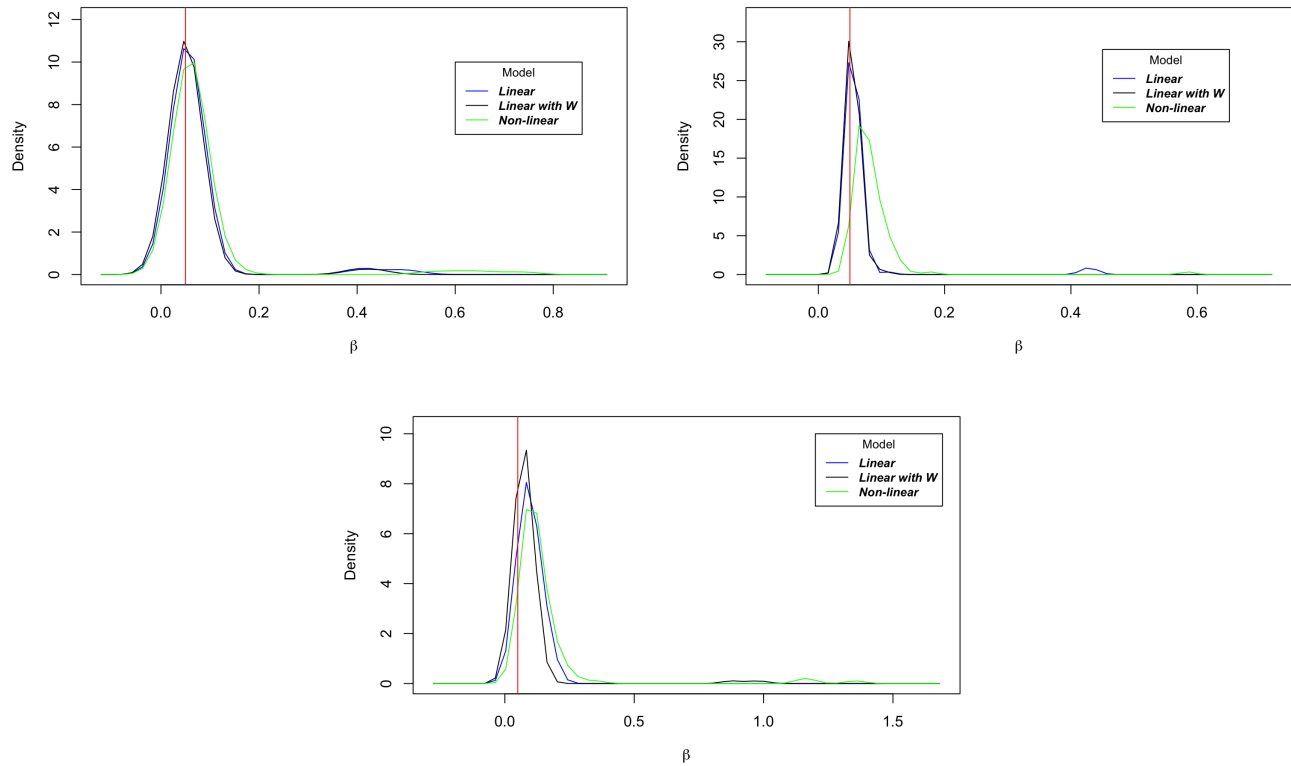 12
10
8
6
4
2
0
Density
Model
Linear
Linear with W
Non-linear
0.0 0.2 0.4 0.6 0.8
β
30
25
20
15
10
5
0
Density
Model
Linear
Linear with W
Non-linear
0.0 0.2 0.4 0.6
β
10
8
6
4
2
0
Density
Model
Linear
Linear with W
Non-linear
0.0 0.5 1.0 1.5
β